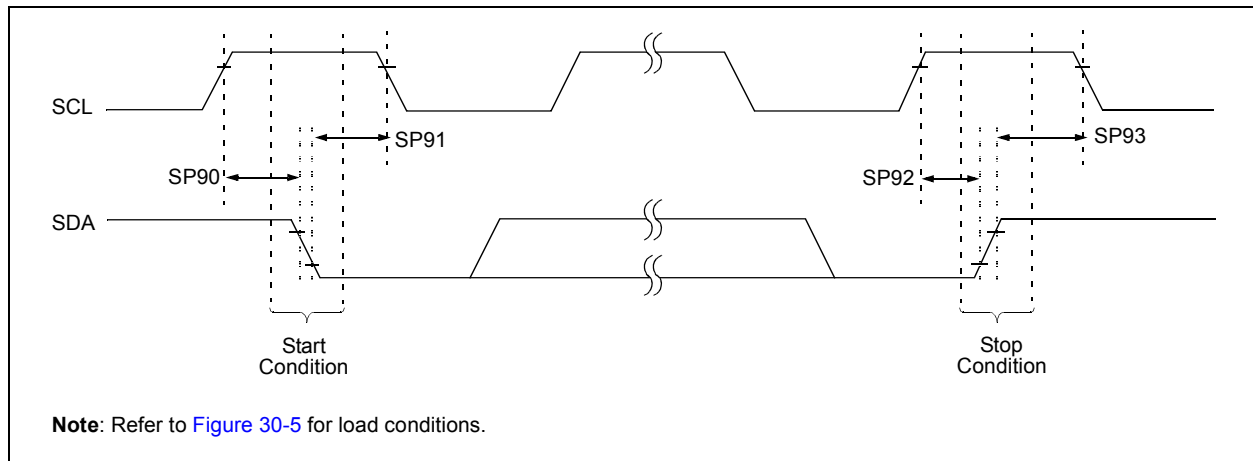 SCL
SP91
SP93
SP90
SP92
SDA
Start
Condition
Stop
Condition
Note: Refer to Figure 30-5 for load conditions.